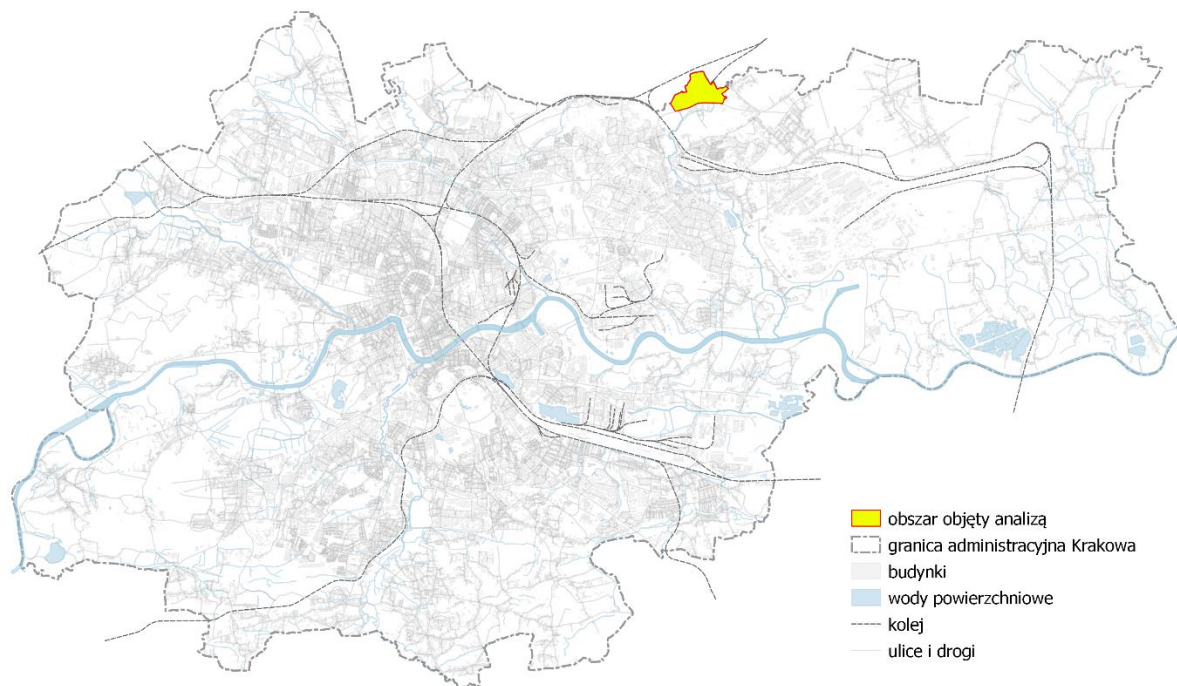 obszar objęty analizą
granica administracyjna Krakowa
budynki
wody powierzchniowe
kolej
ulice i drogi